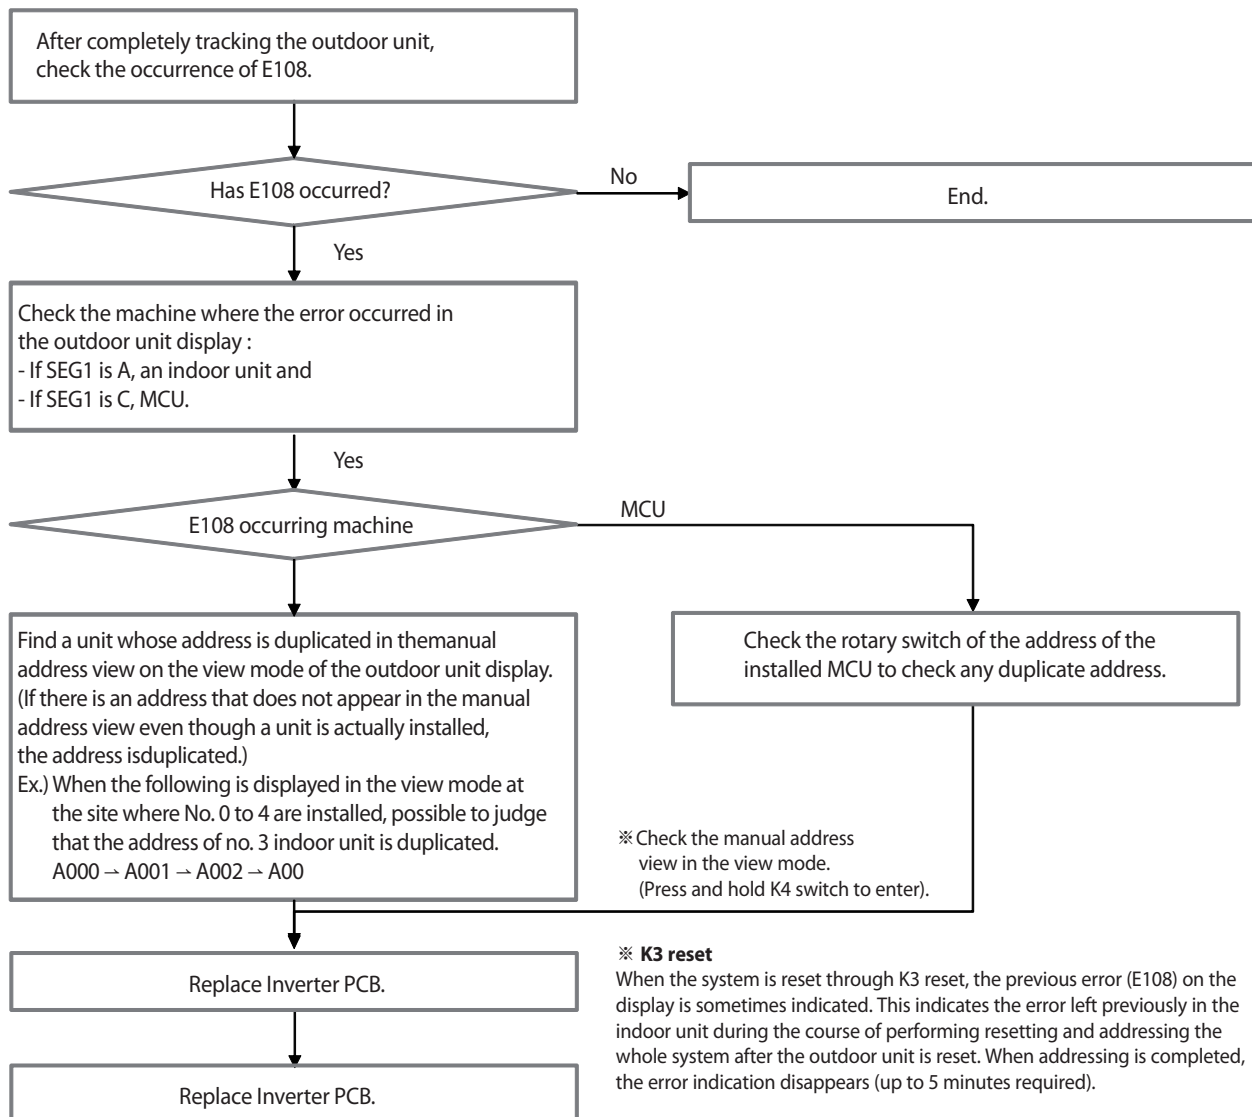 After completely tracking the outdoor unit,
check the occurrence of E108.
Has E108 occurred?
No
End.
Yes
Check the machine where the error occurred in
the outdoor unit display :
- If SEG1 is A, an indoor unit and
- If SEG1 is C, MCU.
Yes
E108 occurring machine
MCU
Find a unit whose address is duplicated in themanual
address view on the view mode of the outdoor unit display.
(If there is an address that does not appear in the manual
address view even though a unit is actually installed,
the address isduplicated.)
Ex.) When the following is displayed in the view mode at
the site where No. 0 to 4 are installed, possible to judge
that the address of no. 3 indoor unit is duplicated.
A000 → A001 → A002 → A00
Check the rotary switch of the address of the
installed MCU to check any duplicate address.
※ Check the manual address
view in the view mode.
(Press and hold K4 switch to enter).
Replace Inverter PCB.
Replace Inverter PCB.
※ K3 reset
When the system is reset through K3 reset, the previous error (E108) on the
display is sometimes indicated. This indicates the error left previously in the
indoor unit during the course of performing resetting and addressing the
whole system after the outdoor unit is reset. When addressing is completed,
the error indication disappears (up to 5 minutes required).